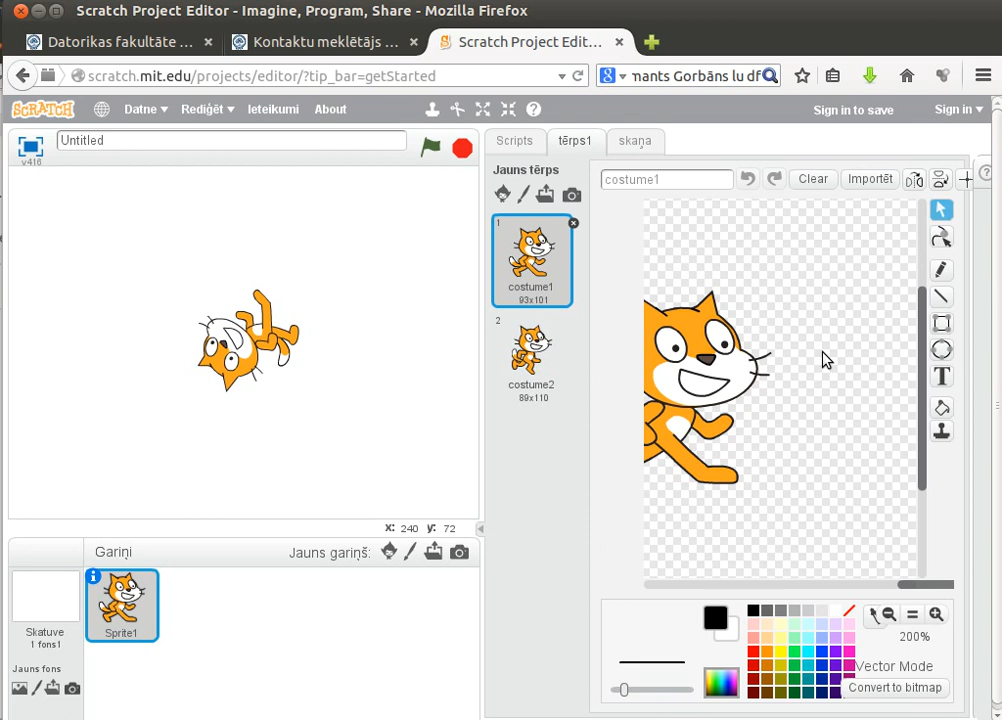 Scratch Project Editor - Imagine, Program, Share - Mozilla Firefox
Datorikas fakultāte ... Kontaktu meklētājs ... Scratch Project Edit...
scratch.mit.edu/projects/editor/?tip_bar=getStarted mants Gorbāns lu df
SCRATCH Datne Rediģēt Ieteikumi About Sign in to save Sign in
Untitled
v416
Scripts tērps1 skaņa
Jauns tērps
costume1 Clear Importēt
1
costume1
93x101
2
costume2
89x110
T
x: 240 y: 72
Gariņi Jauns gariņš:
Sprite1
Skatuve
1 fons1
Jauns fons
200%
Vector Mode
Convert to bitmap